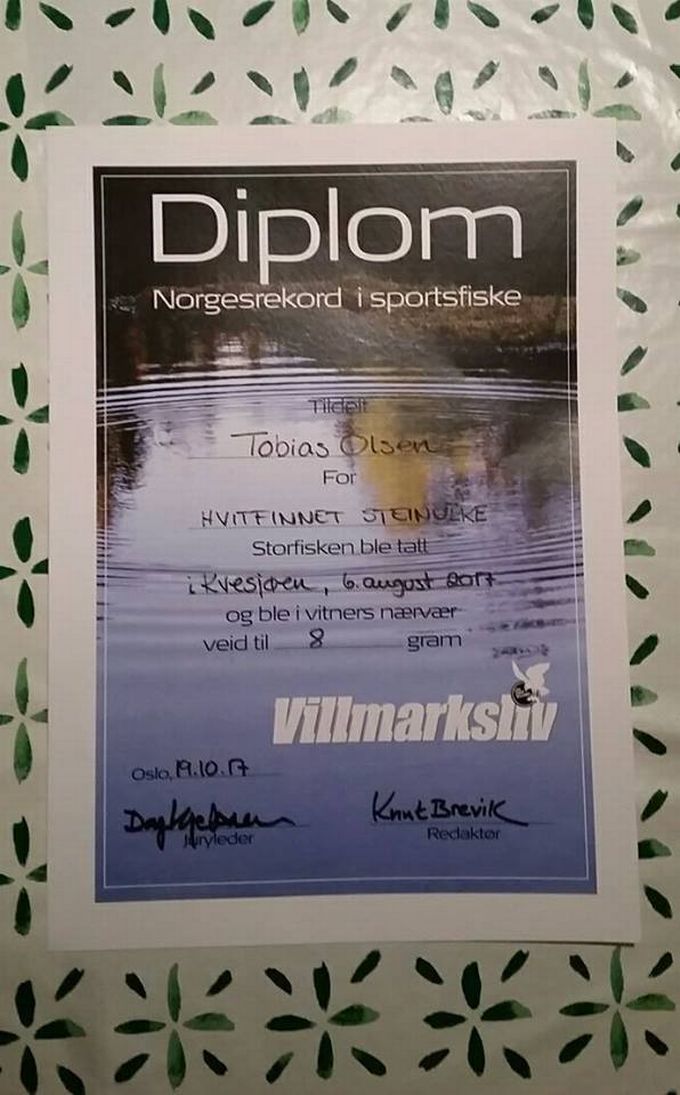 Diplom
Norgesrekord i sportsfiske
Tildelt
Tobias Olsen
For
HVITFINNET STEINULKE
Storfisken ble tatt
i Kvesjøen, 6. august 2017
og ble i vitners nærvær
veid til 8 gram
Villmarksliv
Oslo, 19.10.17
Knut Brevik
Juryleder
Redaktør